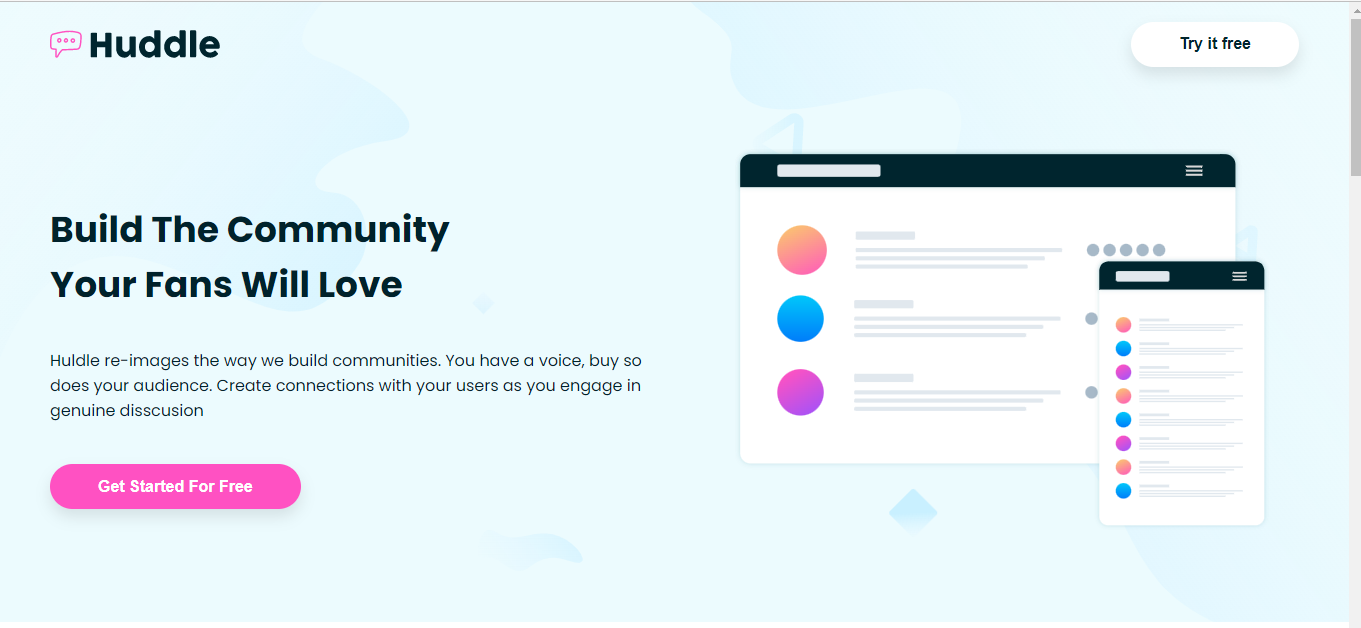 Huddle
Try it free
Build The Community
Your Fans Will Love
Huldle re-images the way we build communities. You have a voice, buy so
does your audience. Create connections with your users as you engage in
genuine disscusion
Get Started For Free